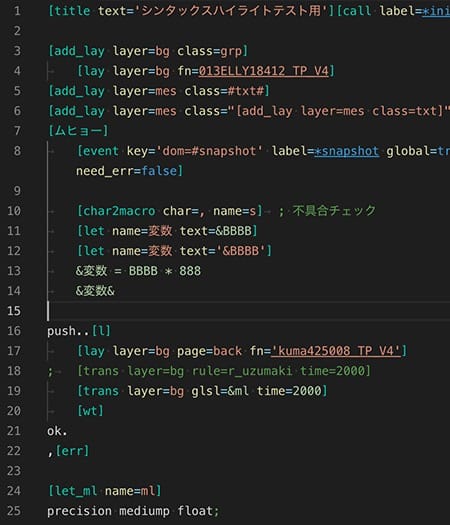 1 [title text='シンタックスハイライトテスト用'][call label=*ini
2
3 [add_lay layer=bg class=grp]
4 [lay layer=bg fn=013ELLY18412_TP_V4]
5 [add_lay layer=mes class=#txt#]
6 [add_lay layer=mes class="[add_lay layer=mes class=txt]"
7 [ムヒョー]
8 [event key='dom=#snapshot' label=*snapshot global=tr
need_err=false]
9
10 [char2macro char=, name=s] ; 不具合チェック
11 [let name=変数 text=&BBBB]
12 [let name=変数 text='&BBBB']
13 &変数 = BBBB * 888
14 &変数&
15
16 push..[l]
17 [lay layer=bg page=back fn='kuma425008_TP_V4']
18 ; [trans layer=bg rule=r_uzumaki time=2000]
19 [trans layer=bg glsl=&ml time=2000]
20 [wt]
21 ok.
22 ,[err]
23
24 [let_ml name=ml]
25 precision mediump float;